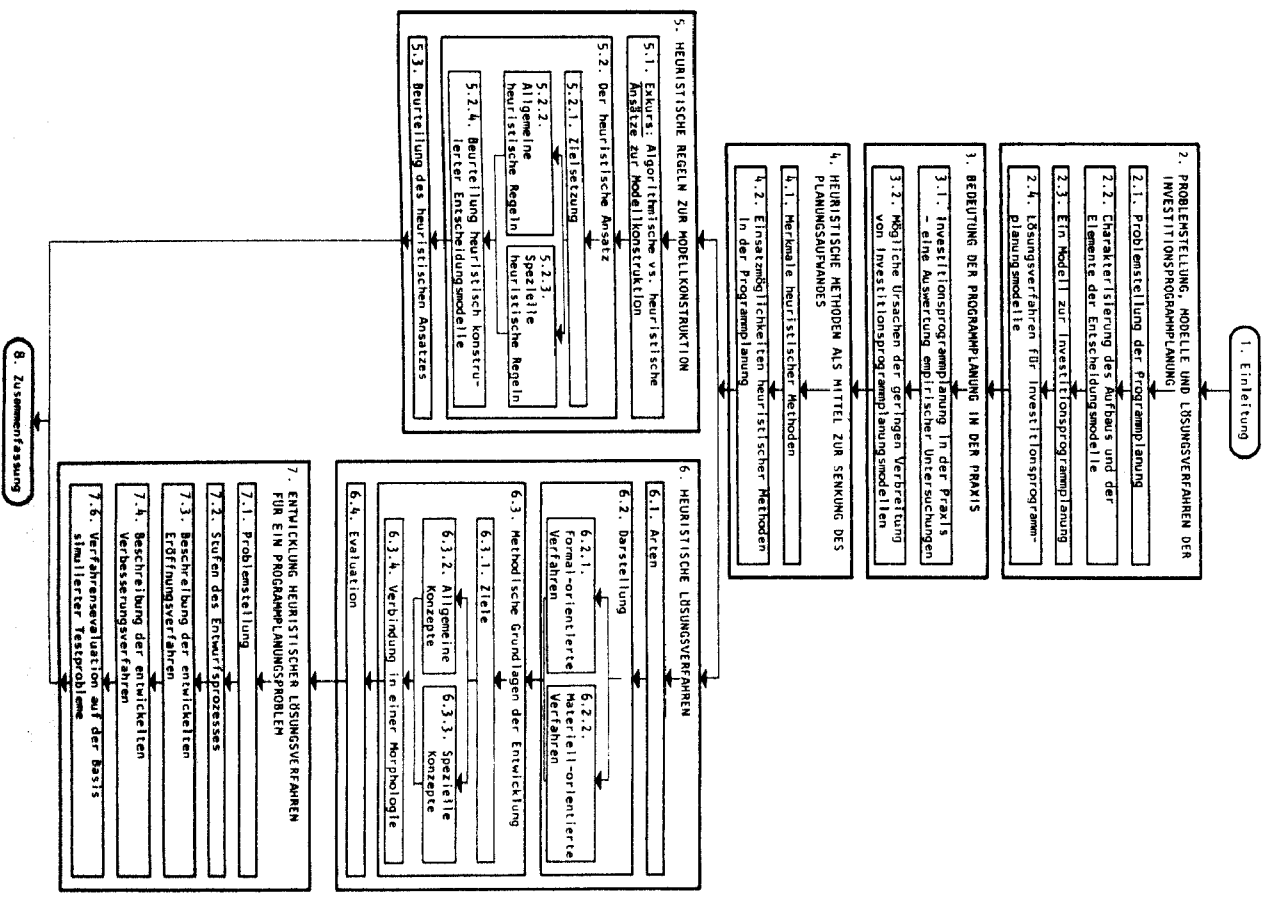 1. Einleitung
2. PROBLEMSTELLUNG, MODELLE UND LÖSUNGSVERFAHREN DER
INVESTITIONSPROGRAMMPLANUNG
2.1. Problemstellung der Programmplanung
2.2. Charakterisierung des Aufbaus und der
Elemente der Entscheidungsmodelle
2.3. Ein Modell zur Investitionsprogrammplanung
2.4. Lösungsverfahren für Investitionsprogramm-
planungsmodelle
3. BEDEUTUNG DER PROGRAMMPLANUNG IN DER PRAXIS
3.1. Investitionsprogrammplanung in der Praxis
- eine Auswertung empirischer Untersuchungen
3.2. Mögliche Ursachen der geringen Verbreitung
von Investitionsprogrammplanungsmodellen
4. HEURISTISCHE METHODEN ALS MITTEL ZUR SENKUNG DES
PLANUNGSAUFWANDES
4.1. Merkmale heuristischer Methoden
4.2. Einsatzmöglichkeiten heuristischer Methoden
in der Programmplanung
5. HEURISTISCHE REGELN ZUR MODELLKONSTRUKTION
5.1. Exkurs: Algorithmische vs. heuristische
Ansätze zur Modellkonstruktion
5.2. Der heuristische Ansatz
5.2.1. Zielsetzung
5.2.2.
Allgemeine
heuristische Regeln
5.2.3.
Spezielle
heuristische Regeln
5.2.4. Beurteilung heuristisch konstru-
ierter Entscheidungsmodelle
5.3. Beurteilung des heuristischen Ansatzes
6. HEURISTISCHE LÖSUNGSVERFAHREN
6.1. Arten
6.2. Darstellung
6.2.1.
Formal-orientierte
Verfahren
6.2.2.
Materiell-orientierte
Verfahren
6.3. Methodische Grundlagen der Entwicklung
6.3.1. Ziele
6.3.2. Allgemeine
Konzepte
6.3.3. Spezielle
Konzepte
6.3.4. Verbindung in einer Morphologie
6.4. Evaluation
7. ENTWICKLUNG HEURISTISCHER LÖSUNGSVERFAHREN
FÜR EIN PROGRAMMPLANUNGSPROBLEM
7.1. Problemstellung
7.2. Stufen des Entwurfsprozesses
7.3. Beschreibung der entwickelten
Eröffnungsverfahren
7.4. Beschreibung der entwickelten
Verbesserungsverfahren
7.6. Verfahrensevaluation auf der Basis
simulierter Testprobleme
8. Zusammenfassung